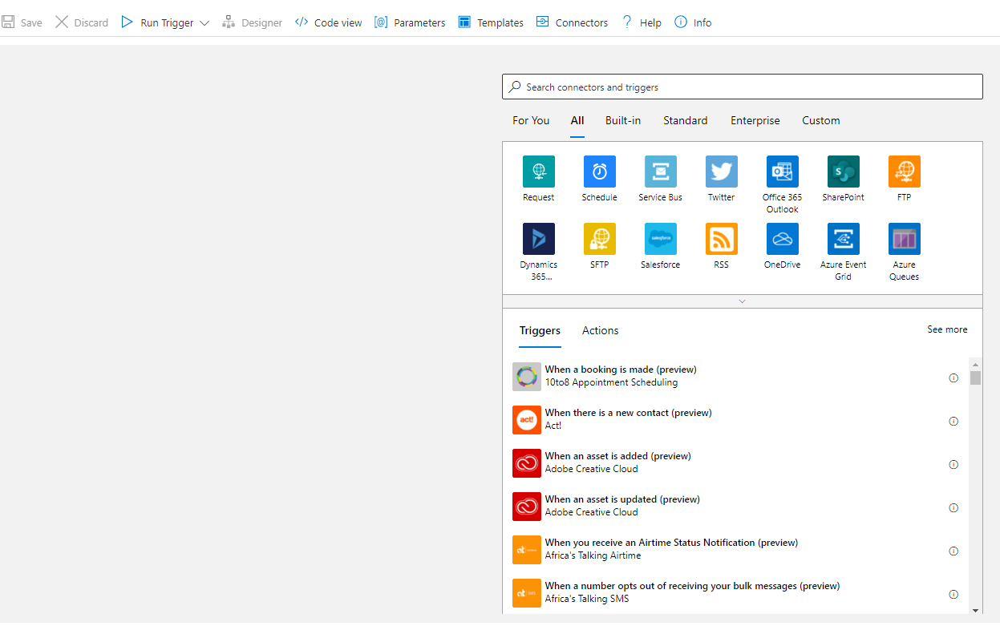 Save Discard Run Trigger Designer Code view Parameters Templates Connectors Help Info
Search connectors and triggers
For You All Built-in Standard Enterprise Custom
Request Schedule Service Bus Twitter Office 365 Outlook SharePoint FTP
Dynamics 365... SFTP Salesforce RSS OneDrive Azure Event Grid Azure Queues
Triggers Actions See more
When a booking is made (preview)
10to8 Appointment Scheduling
When there is a new contact (preview)
act!
Act!
When an asset is added (preview)
Adobe Creative Cloud
When an asset is updated (preview)
Adobe Creative Cloud
When you receive an Airtime Status Notification (preview)
Africa's Talking Airtime
When a number opts out of receiving your bulk messages (preview)
Africa's Talking SMS